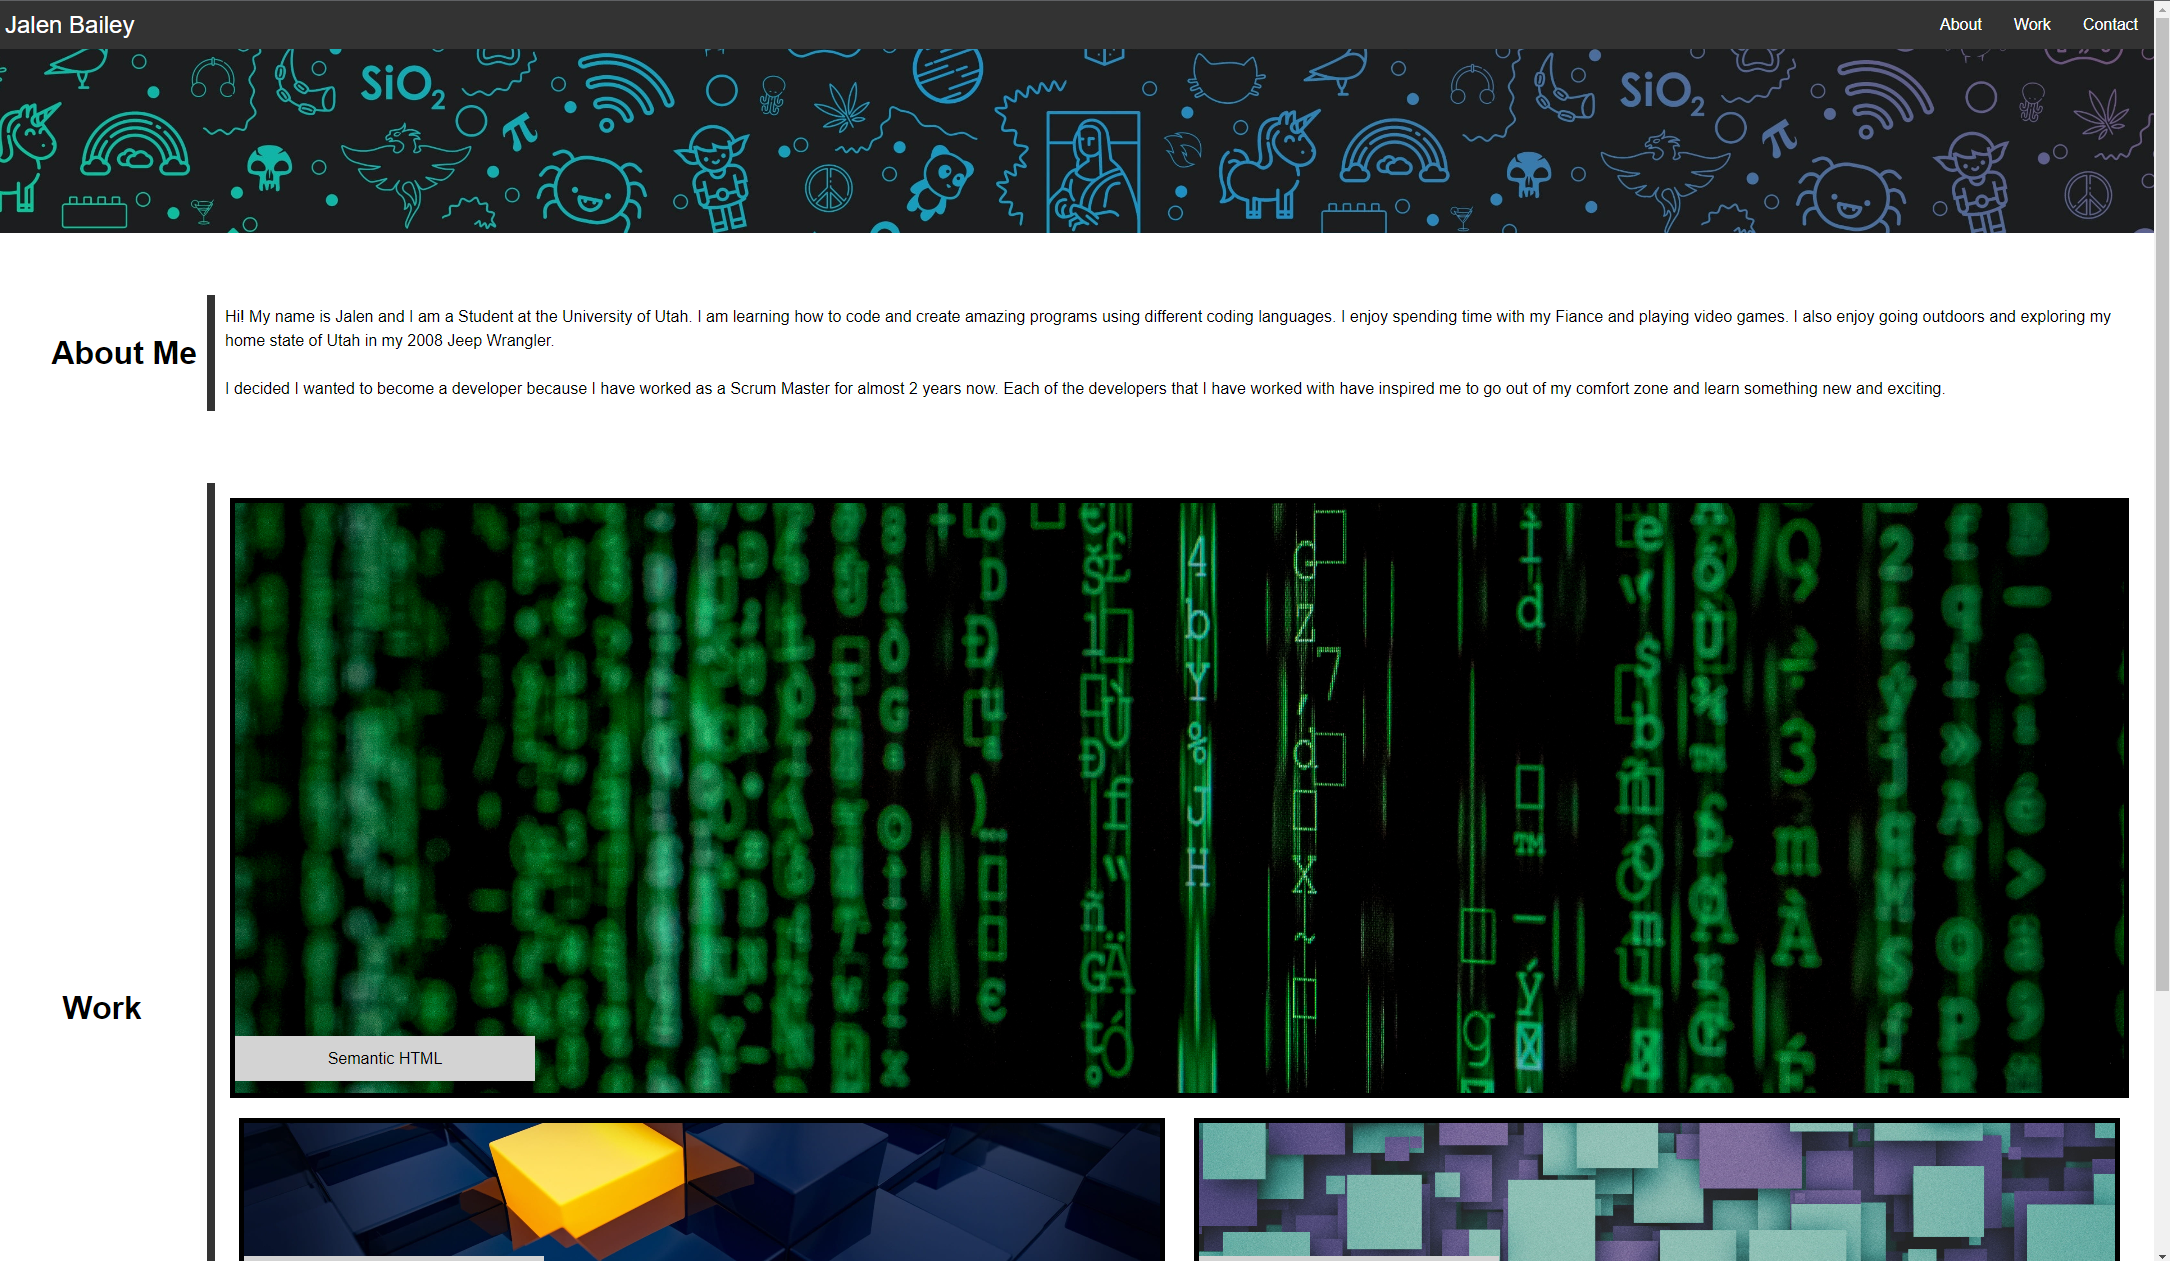 Jalen Bailey
About Work Contact
SiO2
π
SiO2
π
Hi! My name is Jalen and I am a Student at the University of Utah. I am learning how to code and create amazing programs using different coding languages. I enjoy spending time with my Fiance and playing video games. I also enjoy going outdoors and exploring my
home state of Utah in my 2008 Jeep Wrangler.
About Me
I decided I wanted to become a developer because I have worked as a Scrum Master for almost 2 years now. Each of the developers that I have worked with have inspired me to go out of my comfort zone and learn something new and exciting.
Work
Semantic HTML